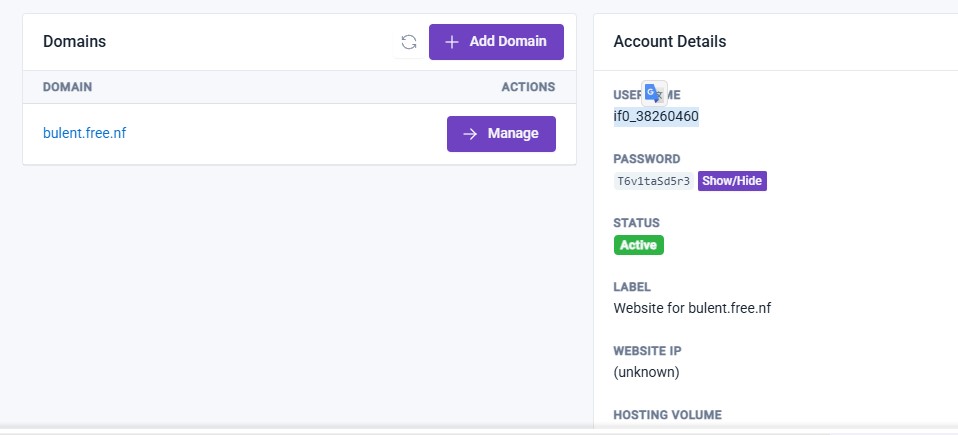 Domains
Add Domain
DOMAIN
ACTIONS
bulent.free.nf
Manage
Account Details
USER ME
if0_38260460
PASSWORD
T6v1taSd5r3 Show/Hide
STATUS
Active
LABEL
Website for bulent.free.nf
WEBSITE IP
(unknown)
HOSTING VOLUME